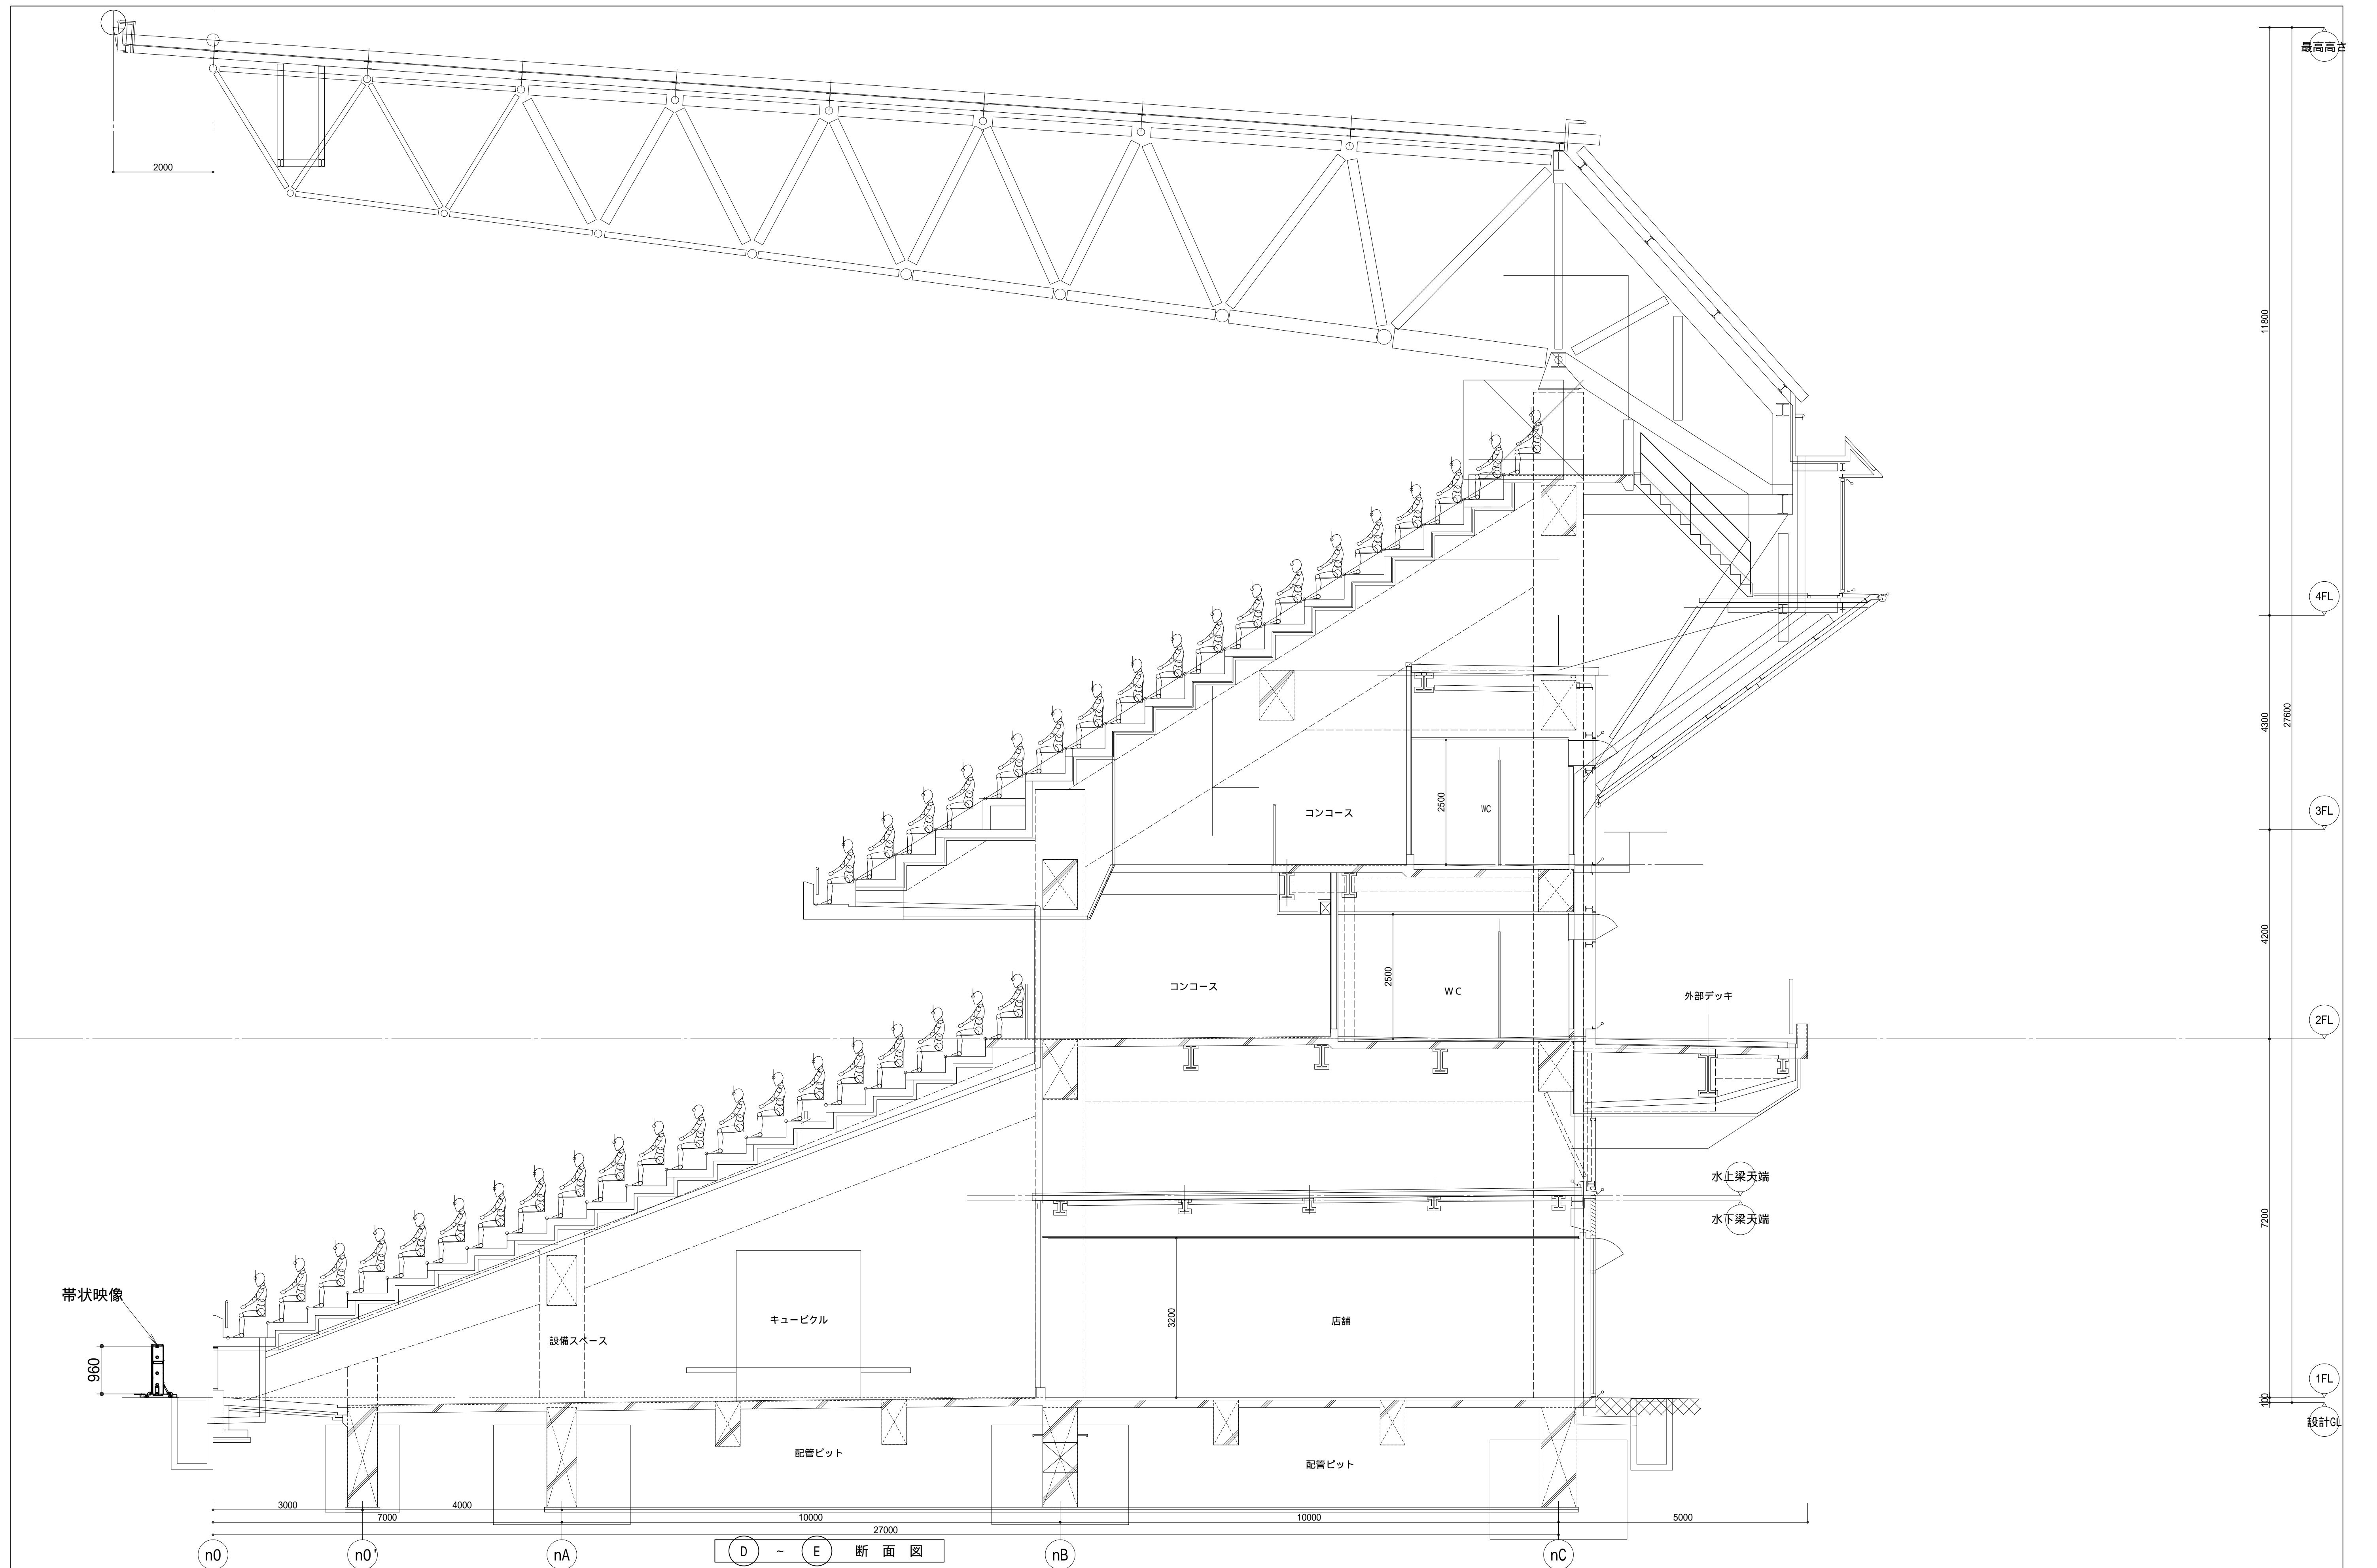 最高高さ
2000
11800
4FL
4300
27600
3FL
コンコース
2500
WC
4200
コンコース
2500
WC
外部デッキ
2FL
水上梁天端
水下梁天端
7200
帯状映像
960
設備スペース
キュービクル
3200
店舗
1FL
100
設計GL
配管ピット
配管ピット
3000
4000
7000
10000
10000
5000
27000
n0
n0'
nA
D ~ E 断面図
nB
nC